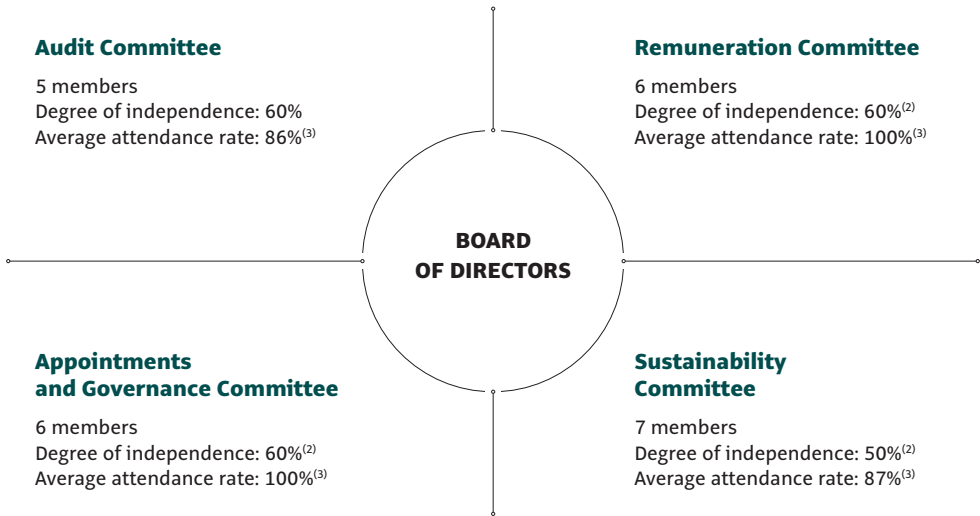 Audit Committee
5 members
Degree of independence: 60%
Average attendance rate: 86%(3)
Remuneration Committee
6 members
Degree of independence: 60%(2)
Average attendance rate: 100%(3)
BOARD
OF DIRECTORS
Appointments
and Governance Committee
6 members
Degree of independence: 60%(2)
Average attendance rate: 100%(3)
Sustainability
Committee
7 members
Degree of independence: 50%(2)
Average attendance rate: 87%(3)